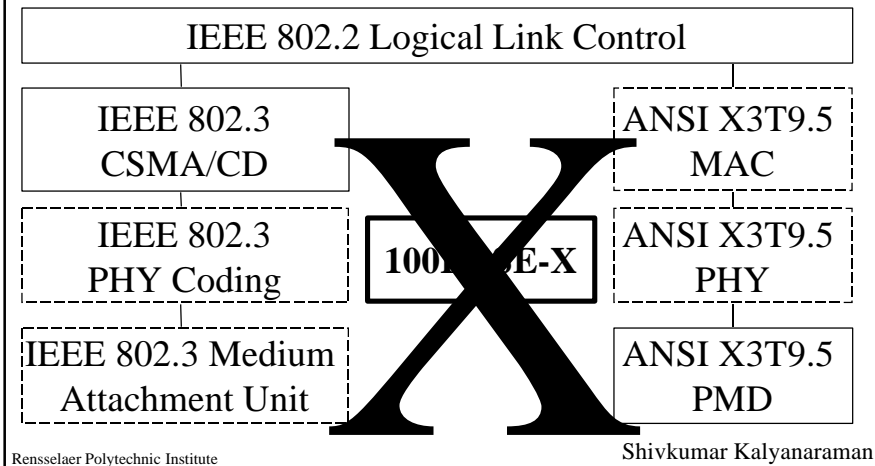 IEEE 802.2 Logical Link Control
IEEE 802.3
CSMA/CD
ANSI X3T9.5
MAC
IEEE 802.3
PHY Coding
100BASE-X
ANSI X3T9.5
PHY
IEEE 802.3 Medium
Attachment Unit
ANSI X3T9.5
PMD
X
Rensselaer Polytechnic Institute
Shivkumar Kalyanaraman